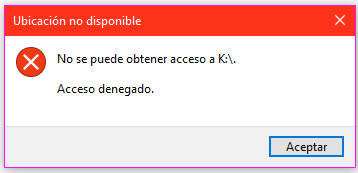 Ubicación no disponible
No se puede obtener acceso a K:\.
Acceso denegado.
Aceptar